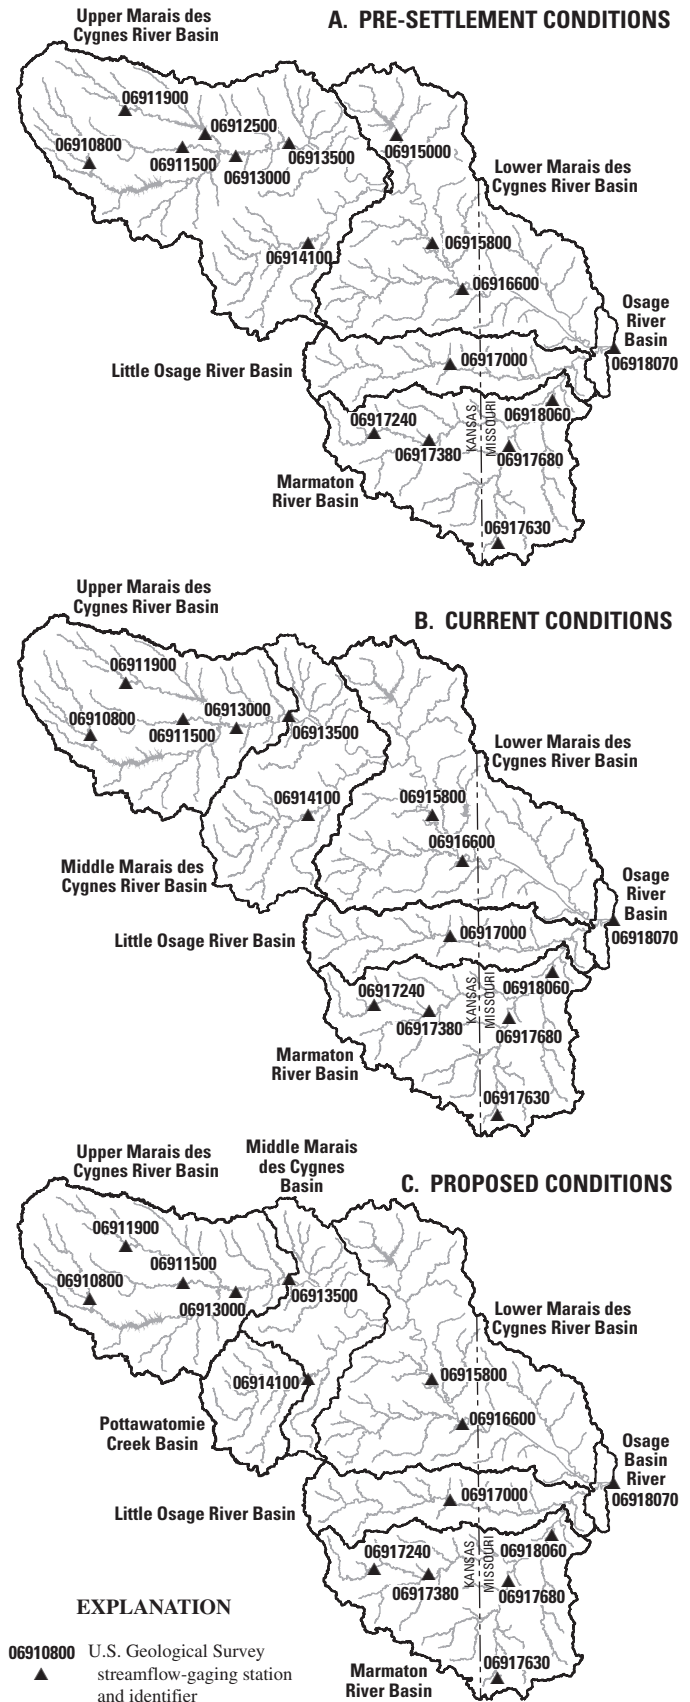 A. PRE-SETTLEMENT CONDITIONS
Upper Marais des
Cygnes River Basin
06911900
06912500
06910800
06911500
06913000
06913500
06915000
Lower Marais des
Cygnes River Basin
06914100
06915800
06916600
Osage
River
Basin
06918070
Little Osage River Basin
06917000
06917240
06917380
KANSAS
MISSOURI
06918060
06917680
Marmaton
River Basin
06917630
B. CURRENT CONDITIONS
Upper Marais des
Cygnes River Basin
06911900
06910800
06911500
06913000
06913500
Lower Marais des
Cygnes River Basin
06914100
06915800
06916600
Middle Marais des
Cygnes River Basin
Osage
River
Basin
06918070
Little Osage River Basin
06917000
06917240
06917380
KANSAS
MISSOURI
06918060
06917680
Marmaton
River Basin
06917630
C. PROPOSED CONDITIONS
Upper Marais des
Cygnes River Basin
Middle Marais
des Cygnes
Basin
06911900
06911500
06910800
06913000
06913500
Lower Marais des
Cygnes River Basin
06914100
06915800
06916600
Pottawatomie
Creek Basin
Osage
Basin
River
06918070
Little Osage River Basin
06917000
06917240
06917380
KANSAS
MISSOURI
06918060
06917680
Marmaton
River Basin
06917630
EXPLANATION
06910800 U.S. Geological Survey
streamflow-gaging station
and identifier